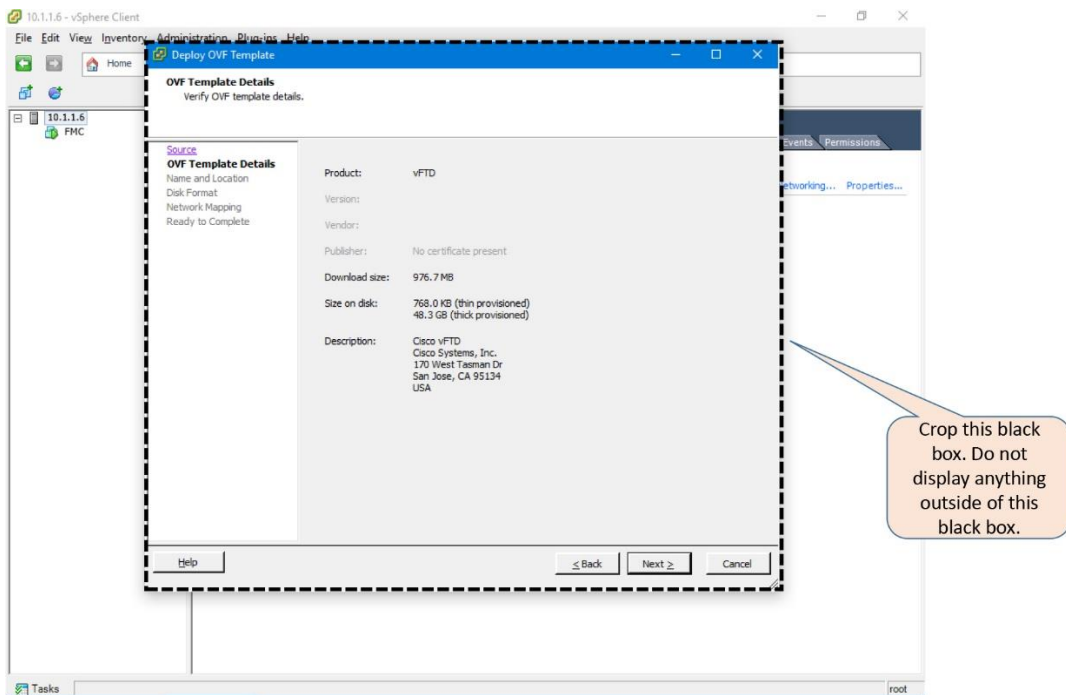 10.1.1.6 - vSphere Client
File Edit View Inventory Administration Plug-ins Help
Home
10.1.1.6
FMC
Deploy OVF Template
OVF Template Details
Verify OVF template details.
Source
OVF Template Details
Name and Location
Disk Format
Network Mapping
Ready to Complete
Product: vFTD
Version:
Vendor:
Publisher: No certificate present
Download size: 976.7 MB
Size on disk: 768.0 KB (thin provisioned)
48.3 GB (thick provisioned)
Description: Cisco vFTD
Cisco Systems, Inc.
170 West Tasman Dr
San Jose, CA 95134
USA
Help
< Back Next > Cancel
Events Permissions
Properties...
Crop this black
box. Do not
display anything
outside of this
black box.
Tasks
root